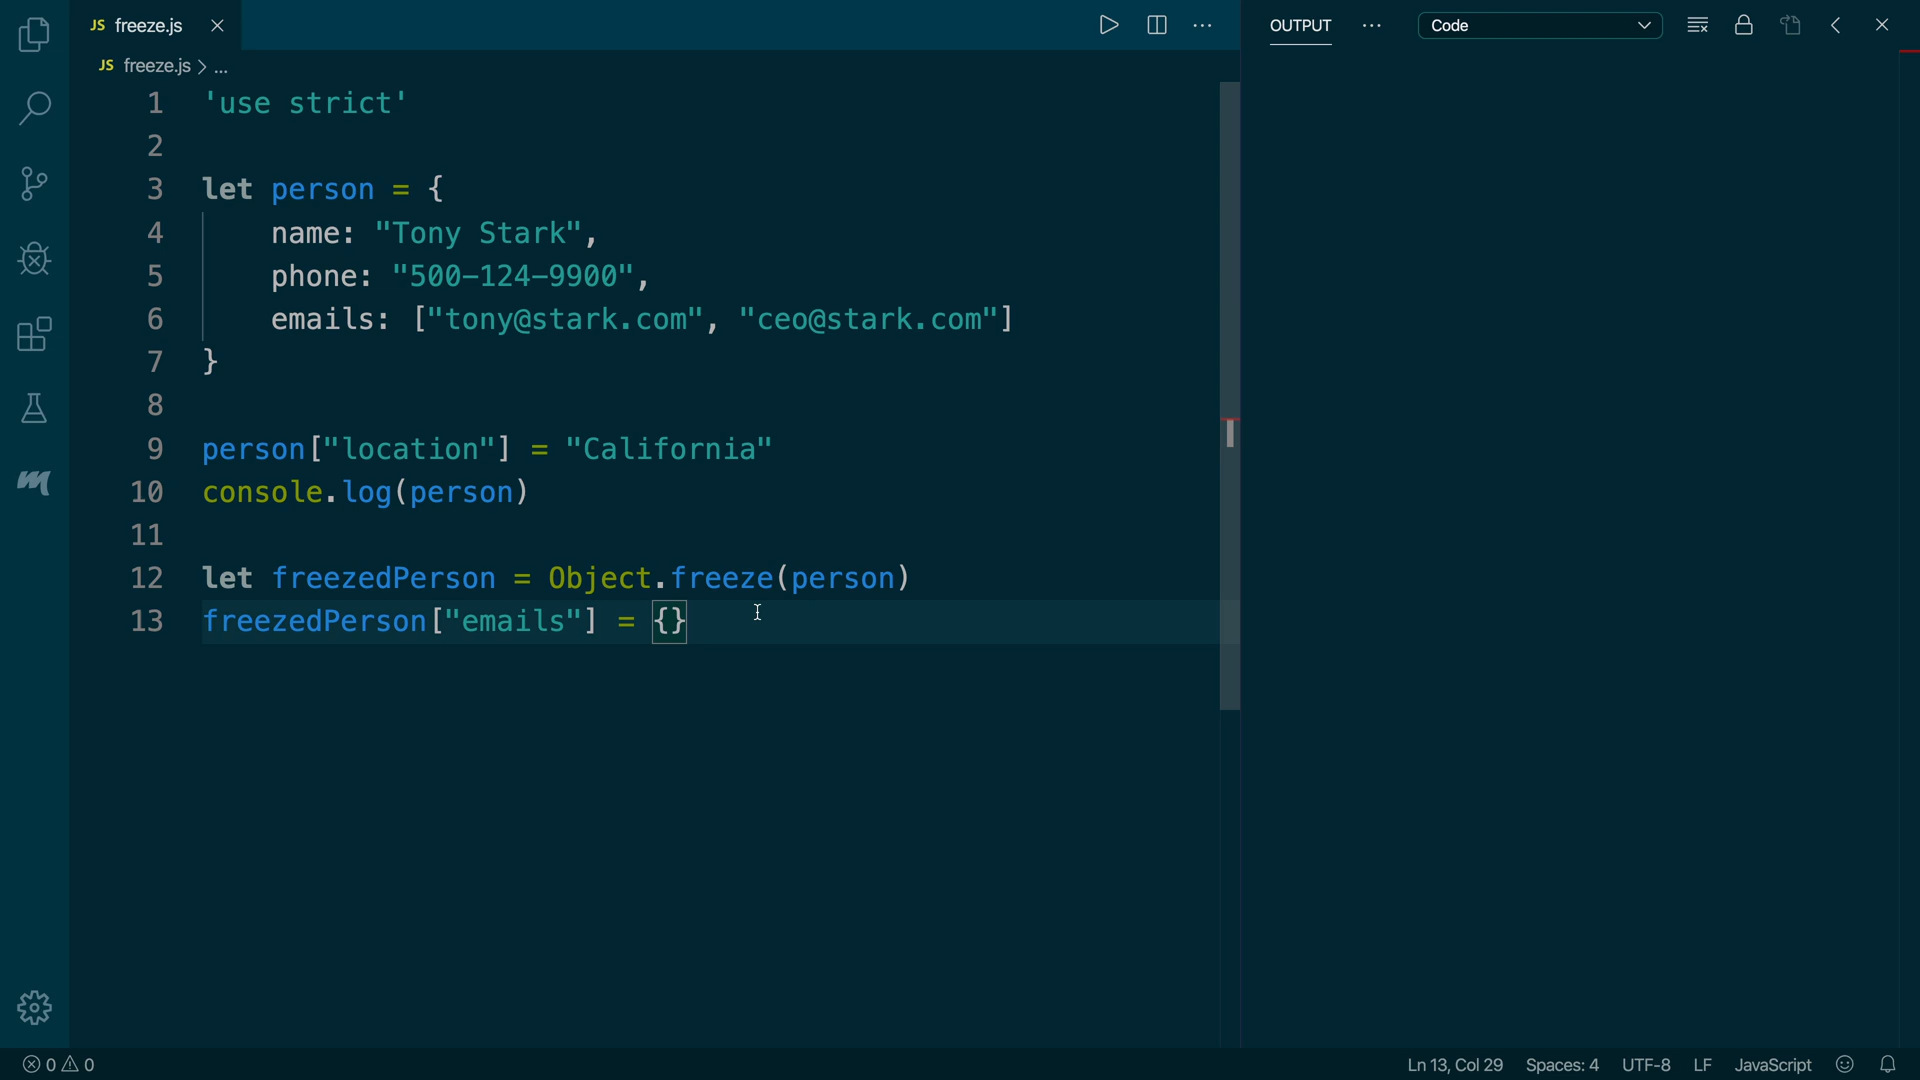 JS freeze.js
OUTPUT
Code
JS freeze.js > ...
1 'use strict'
2
3 let person = {
4     name: "Tony Stark",
5     phone: "500-124-9900",
6     emails: ["tony@stark.com", "ceo@stark.com"]
7 }
8
9 person["location"] = "California"
10 console.log(person)
11
12 let freezedPerson = Object.freeze(person)
13 freezedPerson["emails"] = {}
0 0
Ln 13, Col 29
Spaces: 4
UTF-8
LF
JavaScript